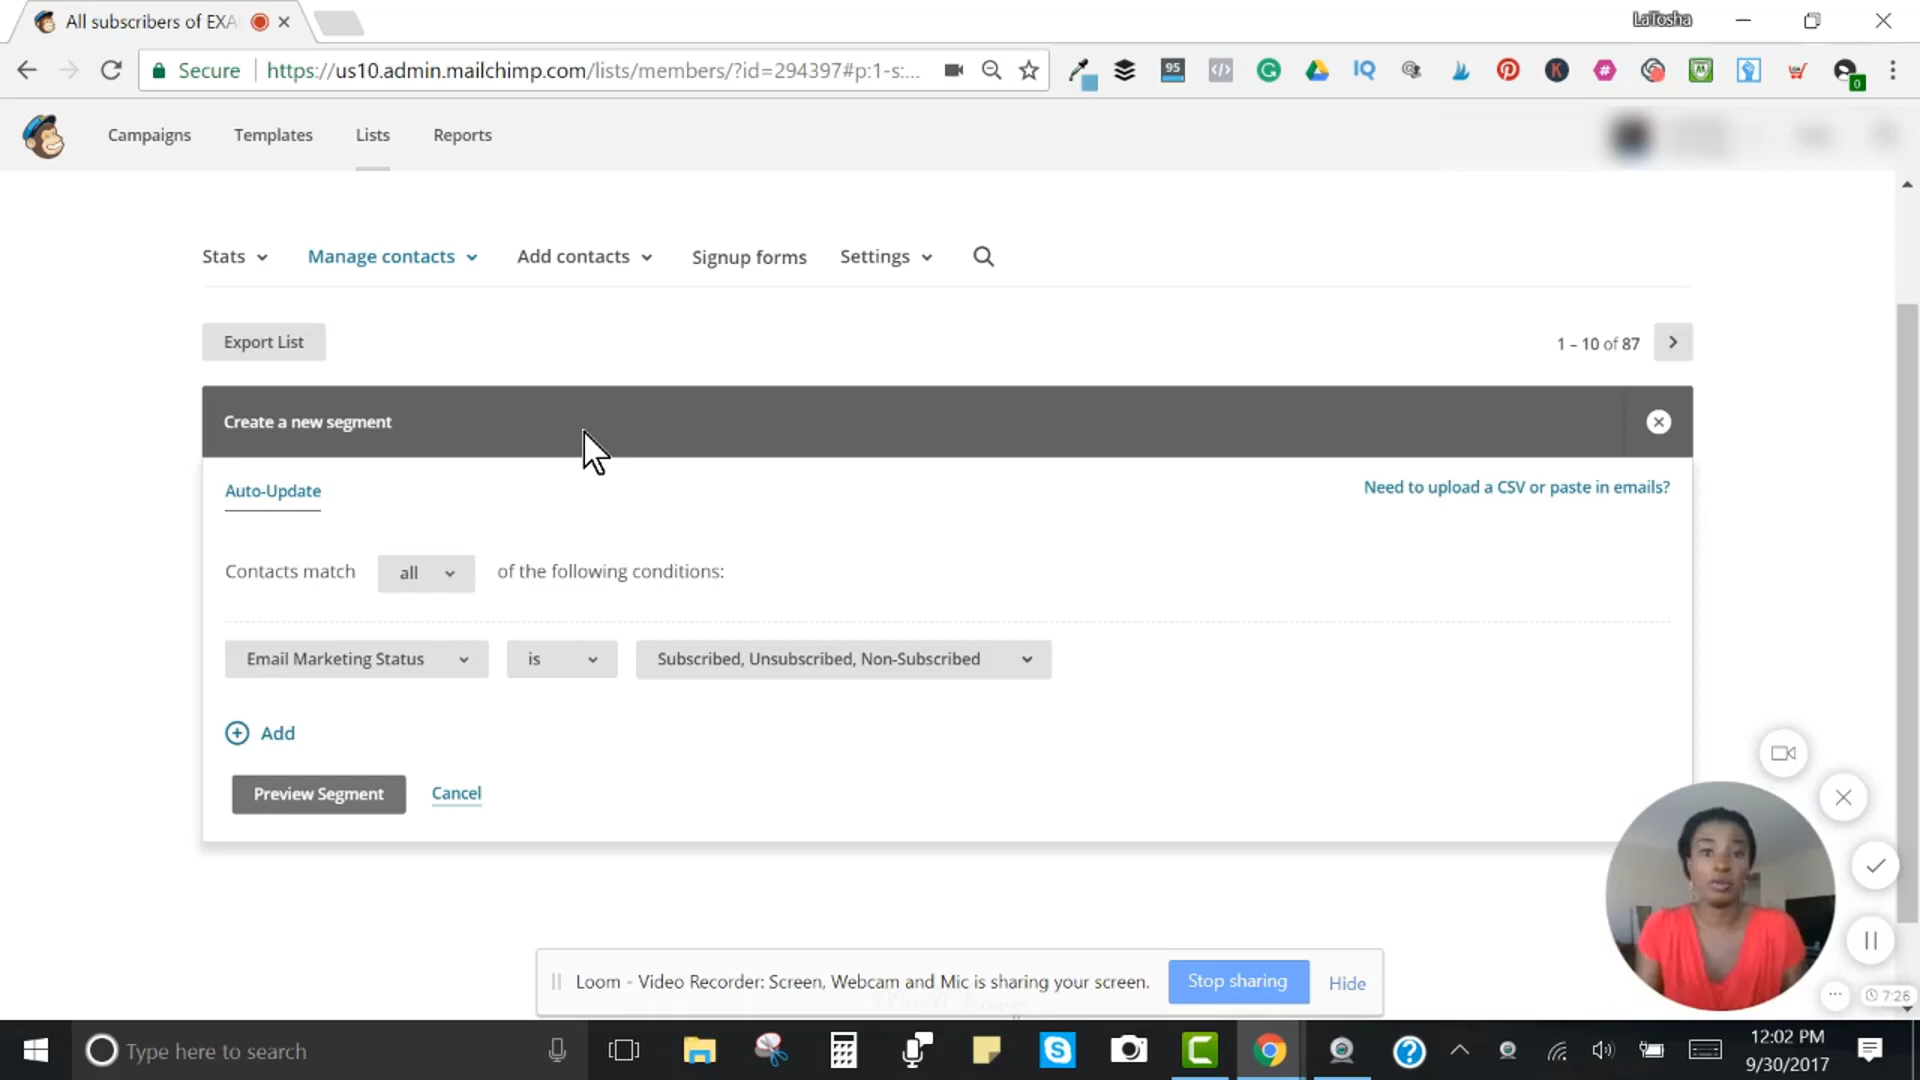 All subscribers of EXA
LaTosha
Secure
https://us10.admin.mailchimp.com/lists/members/?id=294397#p:1-s:...
95
IQ
0
Campaigns
Templates
Lists
Reports
Stats
Manage contacts
Add contacts
Signup forms
Settings
Export List
1 – 10 of 87
Create a new segment
Auto-Update
Need to upload a CSV or paste in emails?
Contacts match
all
of the following conditions:
Email Marketing Status
is
Subscribed, Unsubscribed, Non-Subscribed
Add
Preview Segment
Cancel
Loom - Video Recorder: Screen, Webcam and Mic is sharing your screen.
Stop sharing
Hide
7:26
Type here to search
12:02 PM
9/30/2017